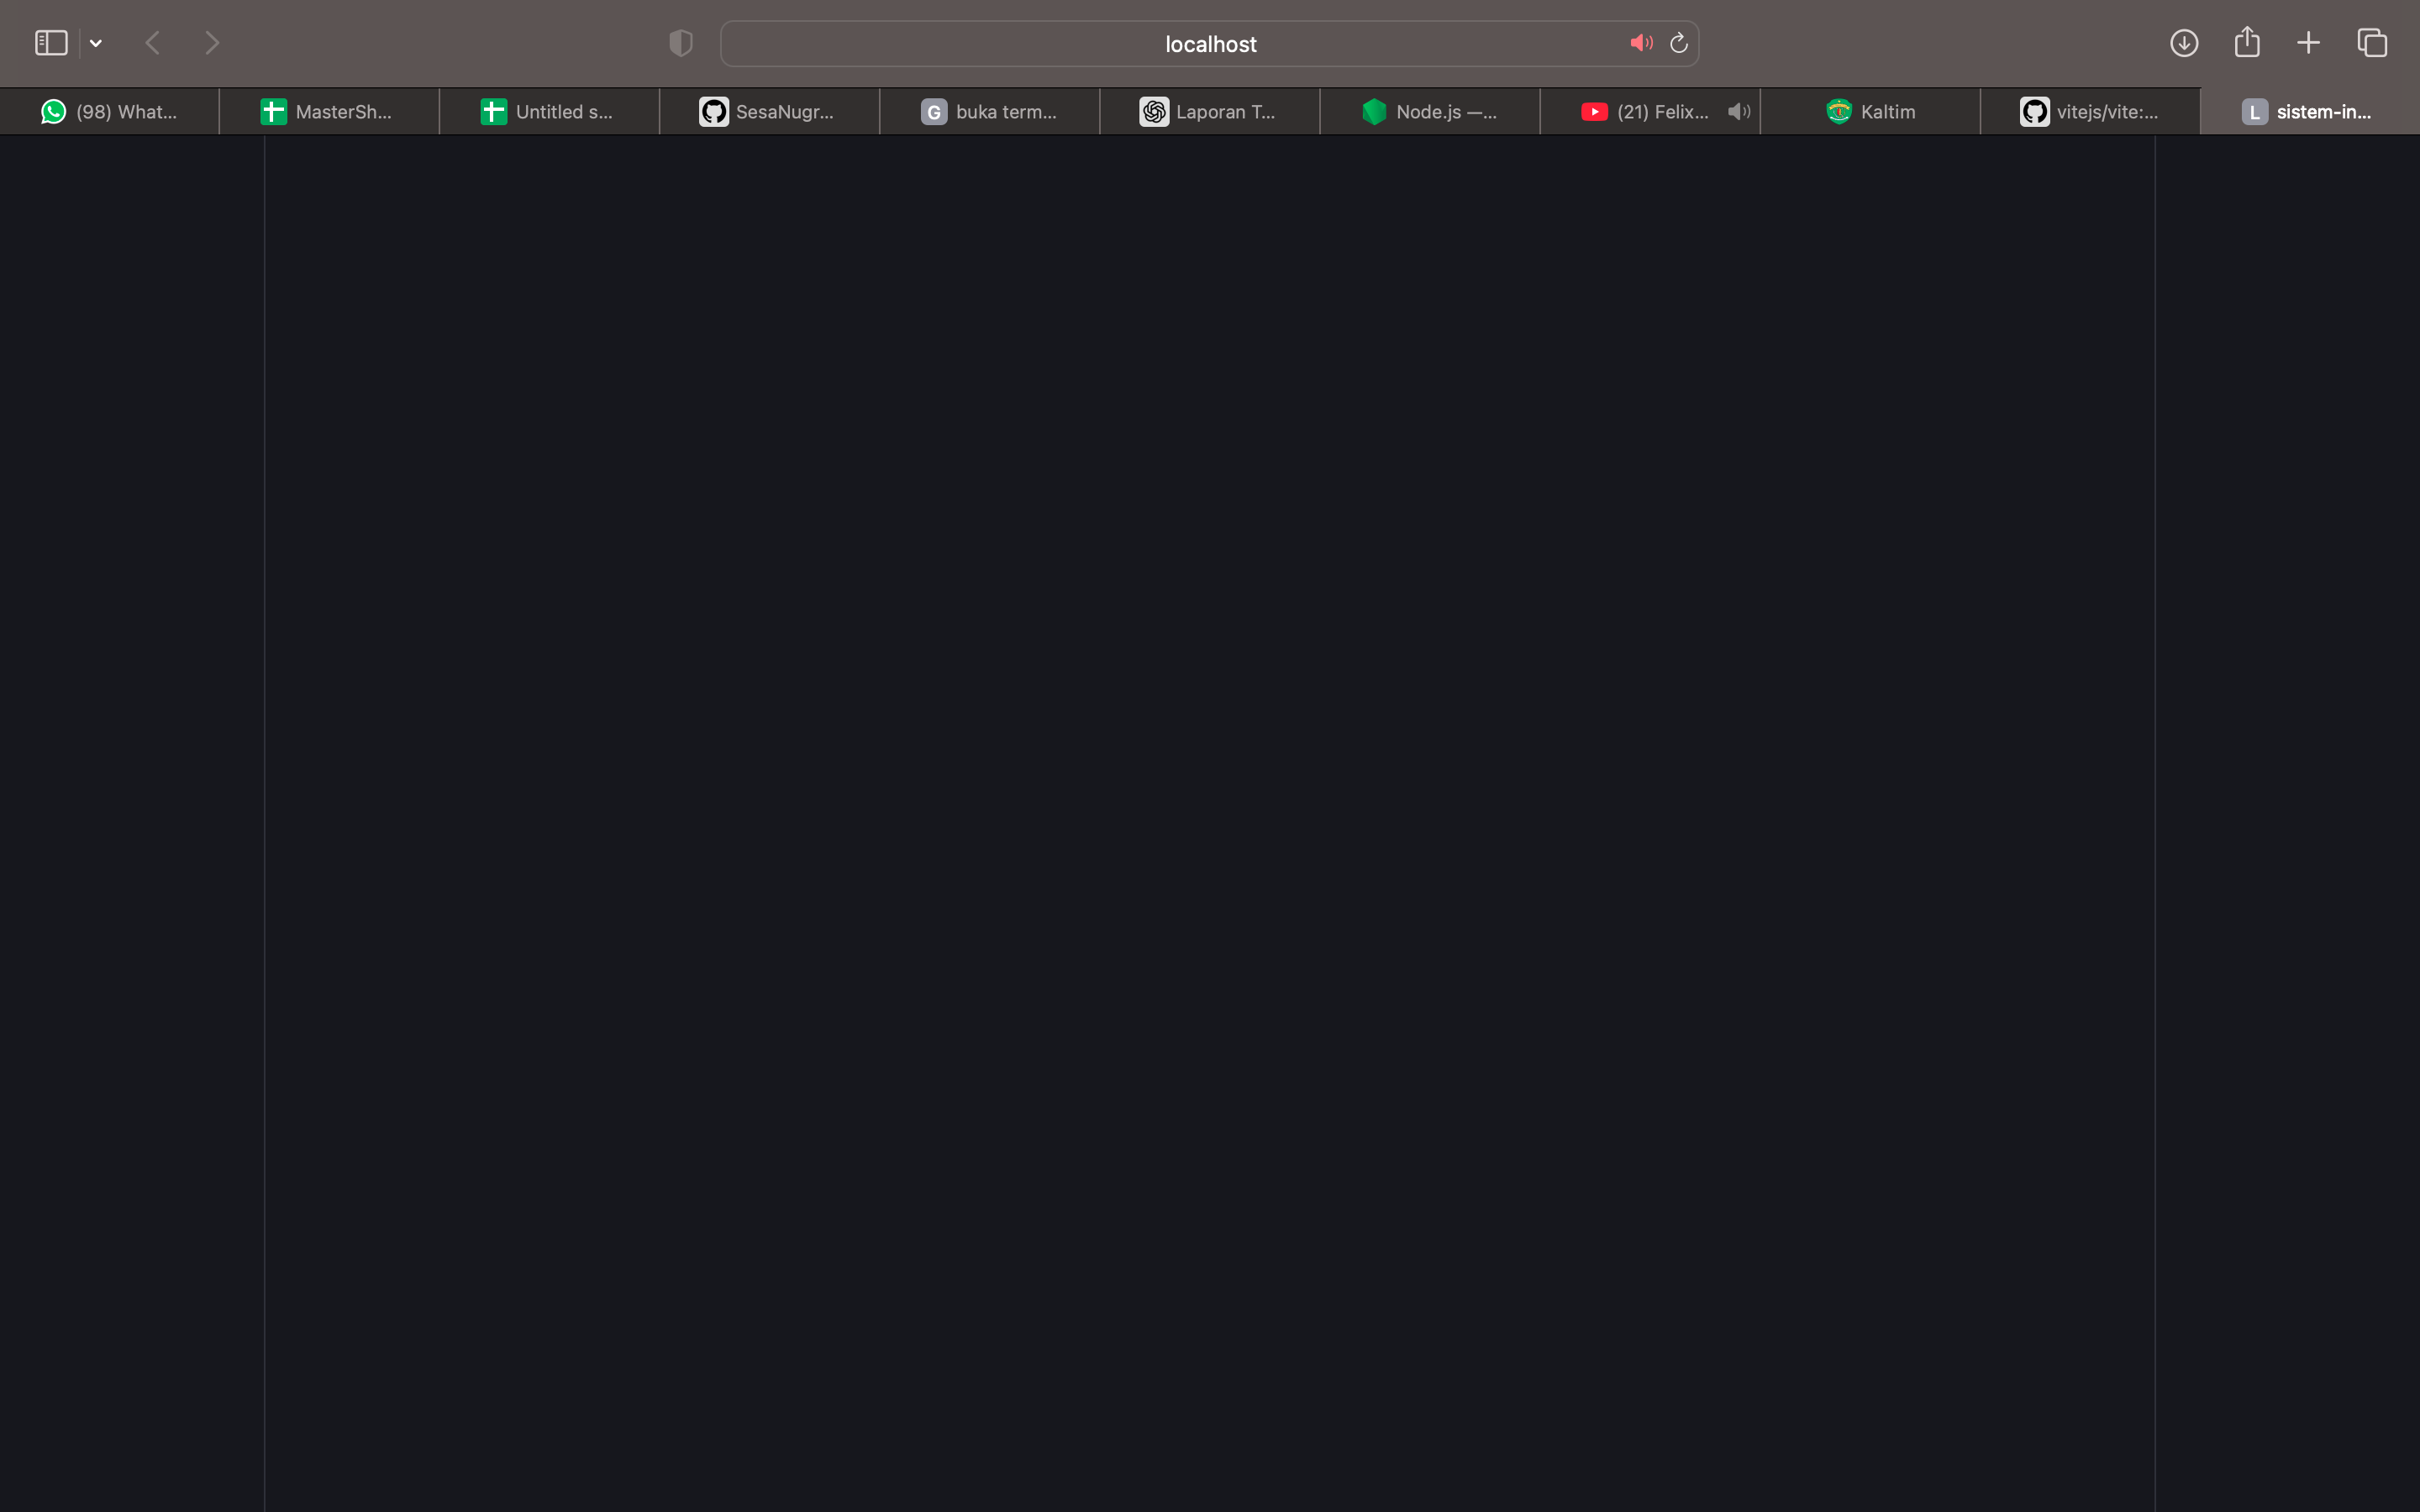 localhost
(98) What...
MasterSh...
Untitled s...
SesaNugr...
G buka term...
Laporan T...
Node.js —...
(21) Felix...
Kaltim
vitejs/vite:...
L sistem-in...